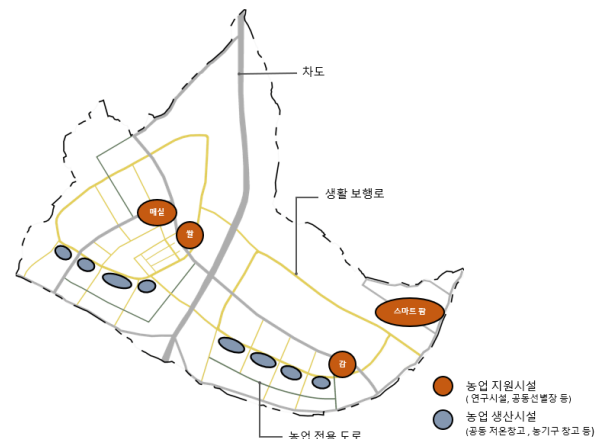 차도
생활 보행로
매실
쌀
스마트 팜
감
농업 지원시설
( 연구시설, 공동선별장 등)
농업 생산시설
(공동 저온창고 , 농기구 창고 등)
농업 전용 도로